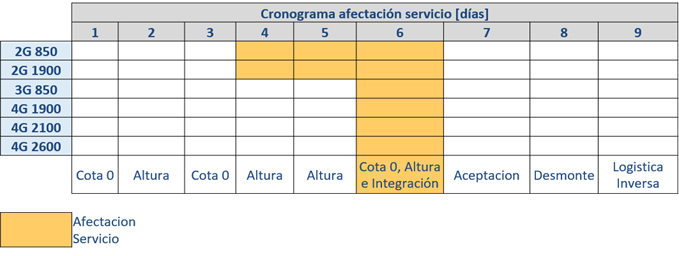 Cronograma afectación servicio [días]
1 2 3 4 5 6 7 8 9
2G 850
2G 1900
3G 850
4G 1900
4G 2100
4G 2600
Cota 0 Altura Cota 0 Altura Altura Cota 0, Altura e Integración Aceptacion Desmonte Logistica Inversa
Afectacion
Servicio